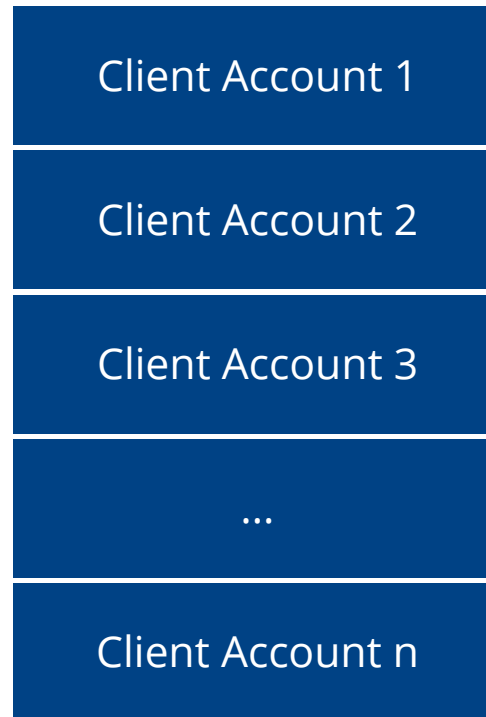 Client Account 1
Client Account 2
Client Account 3
...
Client Account n